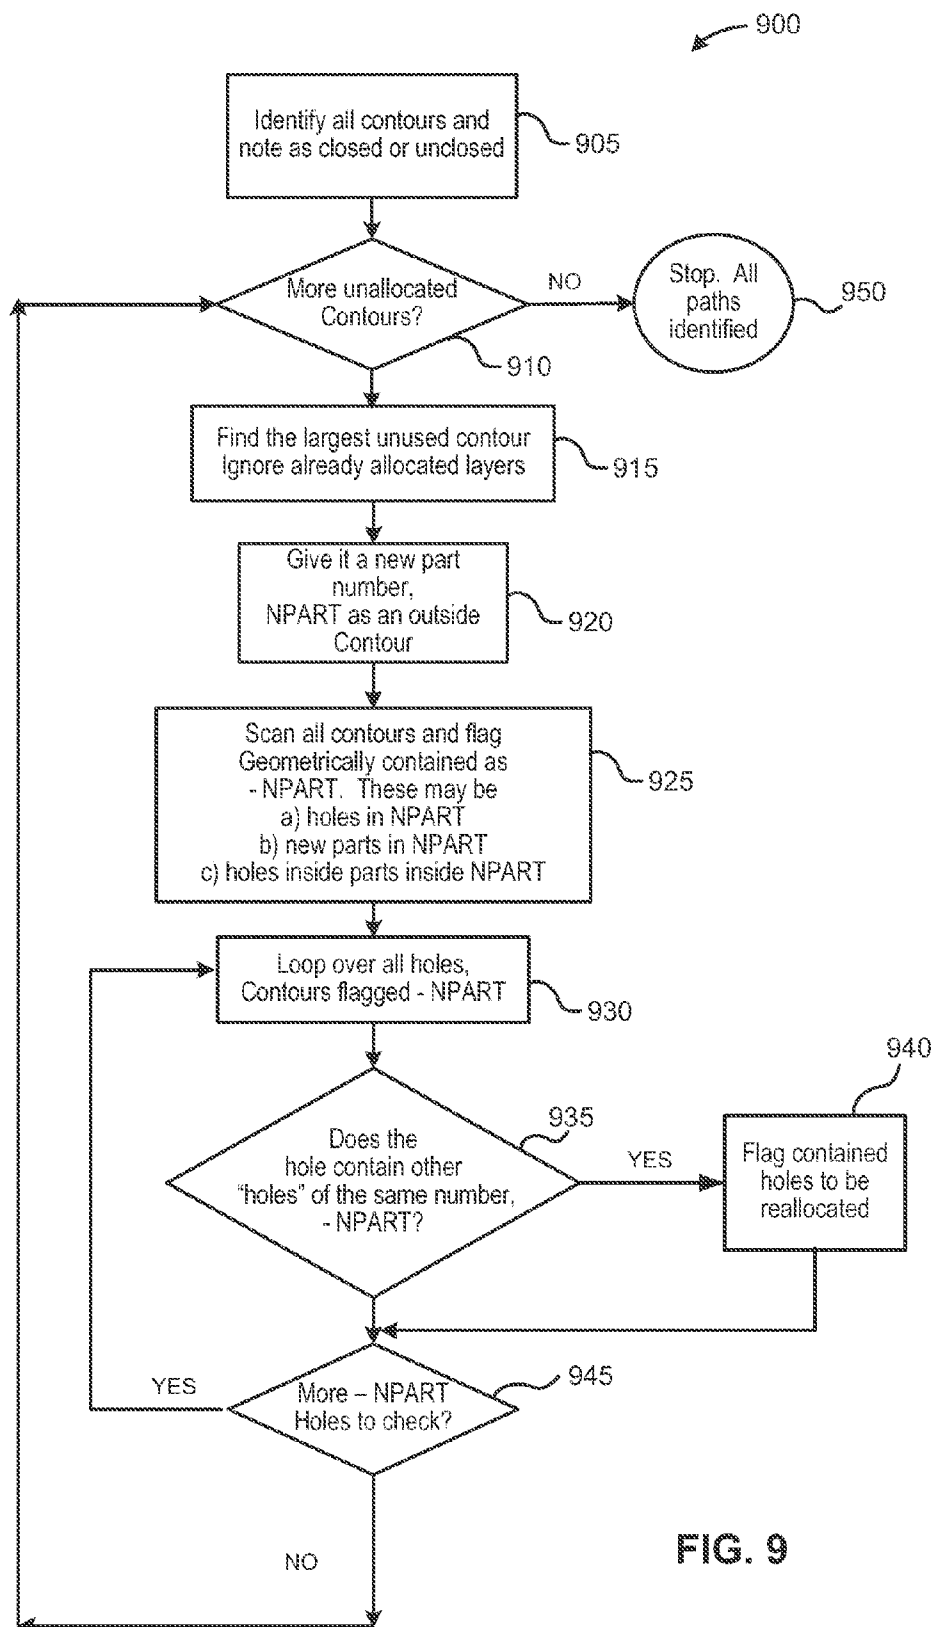 900
Identify all contours and
note as closed or unclosed
905
More unallocated
Contours?
NO
910
Stop. All
paths
identified
950
Find the largest unused contour
Ignore already allocated layers
915
Give it a new part
number,
NPART as an outside
Contour
920
Scan all contours and flag
Geometrically contained as
- NPART. These may be
a) holes in NPART
b) new parts in NPART
c) holes inside parts inside NPART
925
Loop over all holes,
Contours flagged - NPART
930
Does the
hole contain other
“holes” of the same number,
- NPART?
935
YES
940
Flag contained
holes to be
reallocated
More – NPART
Holes to check?
945
YES
NO
FIG. 9